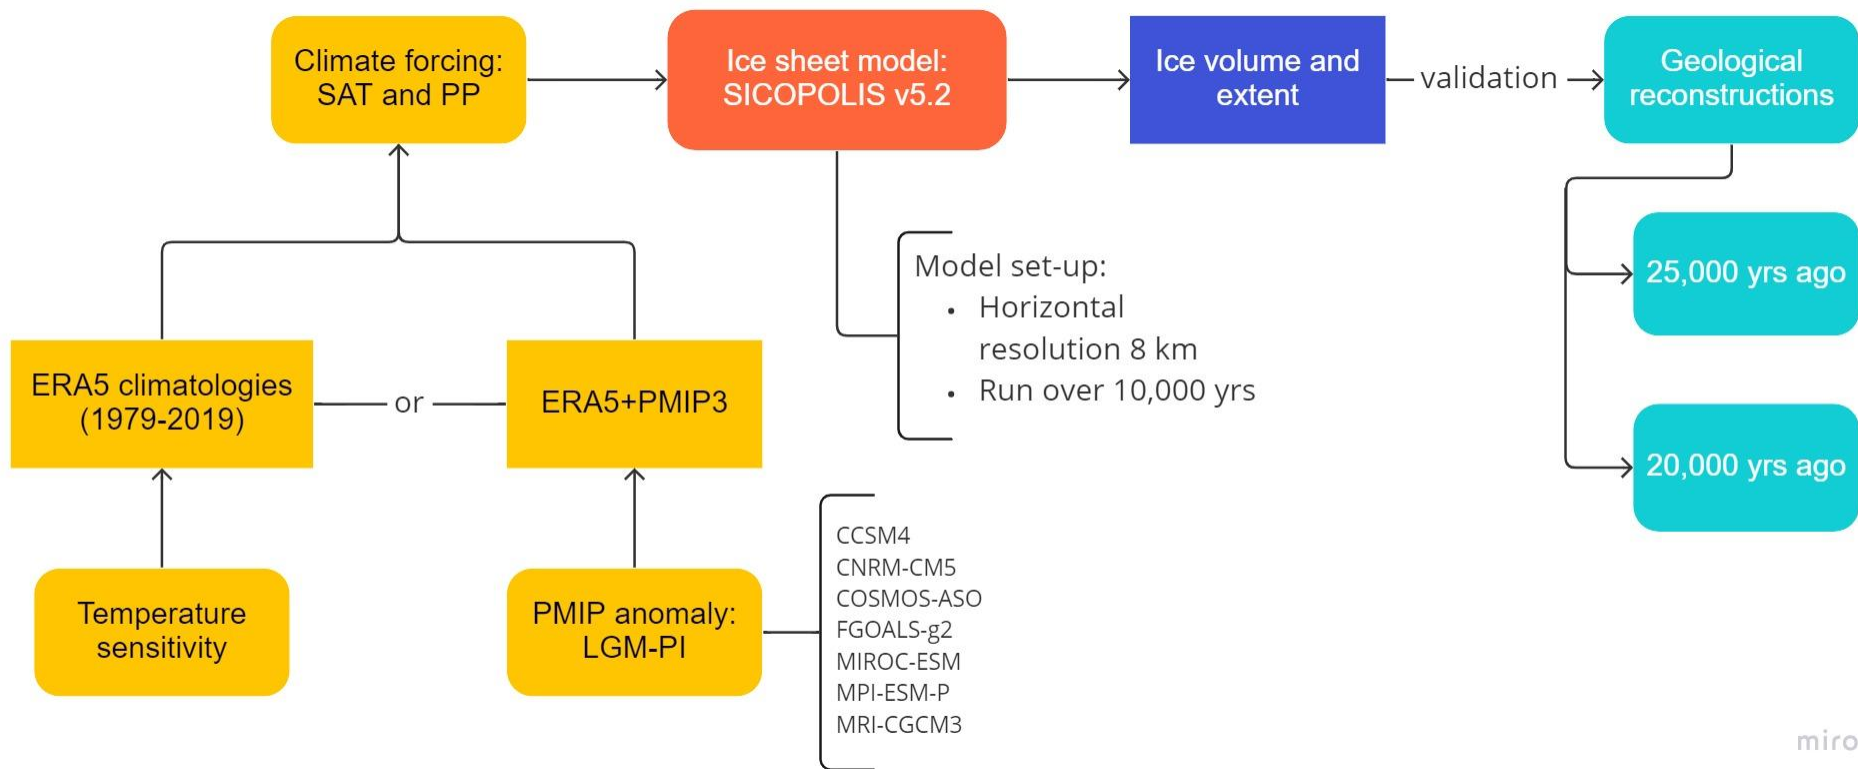 Climate forcing:
SAT and PP
Ice sheet model:
SICOPOLIS v5.2
Ice volume and
extent
validation
Geological
reconstructions
25,000 yrs ago
20,000 yrs ago
Model set-up:
• Horizontal
resolution 8 km
• Run over 10,000 yrs
ERA5 climatologies
(1979-2019)
or
ERA5+PMIP3
Temperature
sensitivity
PMIP anomaly:
LGM-PI
CCSM4
CNRM-CM5
COSMOS-ASO
FGOALS-g2
MIROC-ESM
MPI-ESM-P
MRI-CGCM3
miro